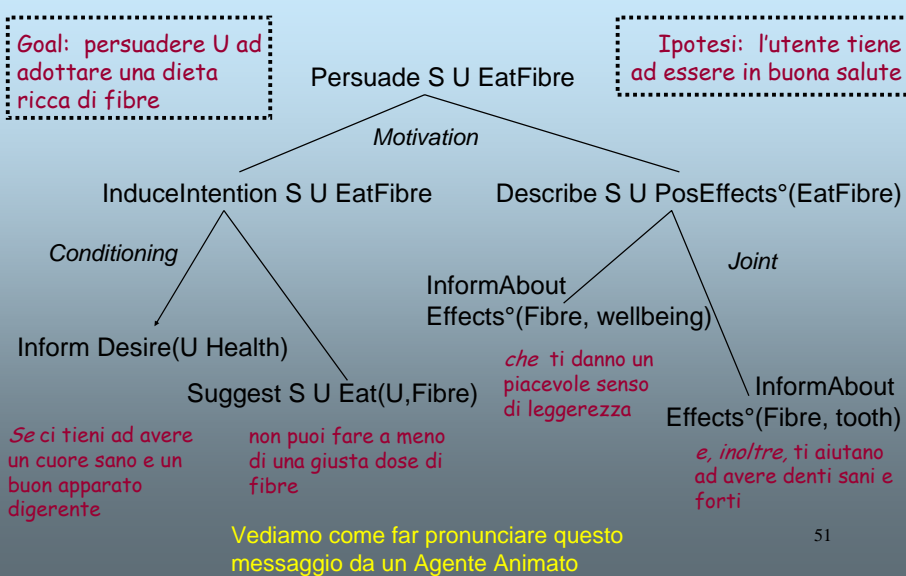 Goal: persuadere U ad
adottare una dieta
ricca di fibre
Ipotesi: l'utente tiene
ad essere in buona salute
Persuade S U EatFibre
Motivation
InduceIntention S U EatFibre
Describe S U PosEffects°(EatFibre)
Conditioning
Joint
InformAbout
Effects°(Fibre, wellbeing)
Inform Desire(U Health)
che ti danno un
piacevole senso
di leggerezza
Suggest S U Eat(U,Fibre)
InformAbout
Effects°(Fibre, tooth)
Se ci tieni ad avere
un cuore sano e un
buon apparato
digerente
non puoi fare a meno
di una giusta dose di
fibre
e, inoltre, ti aiutano
ad avere denti sani e
forti
Vediamo come far pronunciare questo
messaggio da un Agente Animato
51